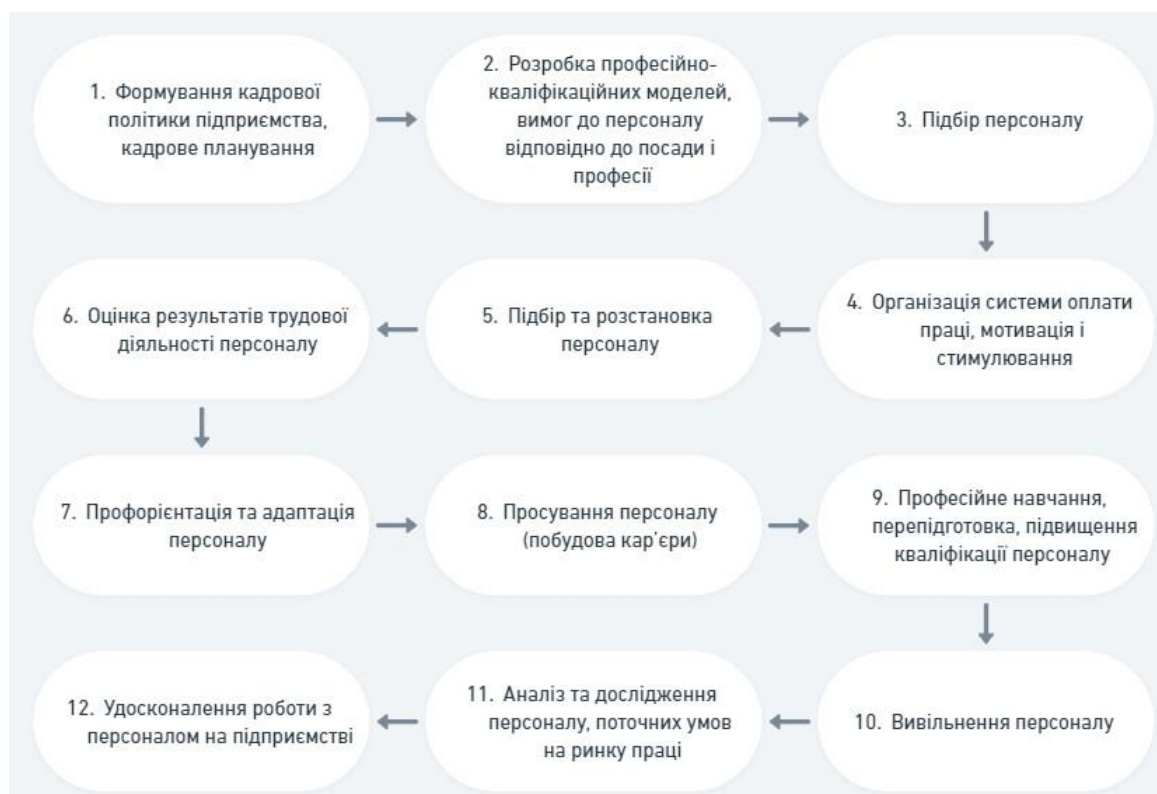 1. Формування кадрової
політики підприємства,
кадрове планування
2. Розробка професійно-
кваліфікаційних моделей,
вимог до персоналу
відповідно до посади і
професії
3. Підбір персоналу
4. Організація системи оплати
праці, мотивація і
стимулювання
5. Підбір та розстановка
персоналу
6. Оцінка результатів трудової
діяльності персоналу
7. Профорієнтація та адаптація
персоналу
8. Просування персоналу
(побудова кар'єри)
9. Професійне навчання,
перепідготовка, підвищення
кваліфікації персоналу
10. Вивільнення персоналу
11. Аналіз та дослідження
персоналу, поточних умов
на ринку праці
12. Удосконалення роботи з
персоналом на підприємстві